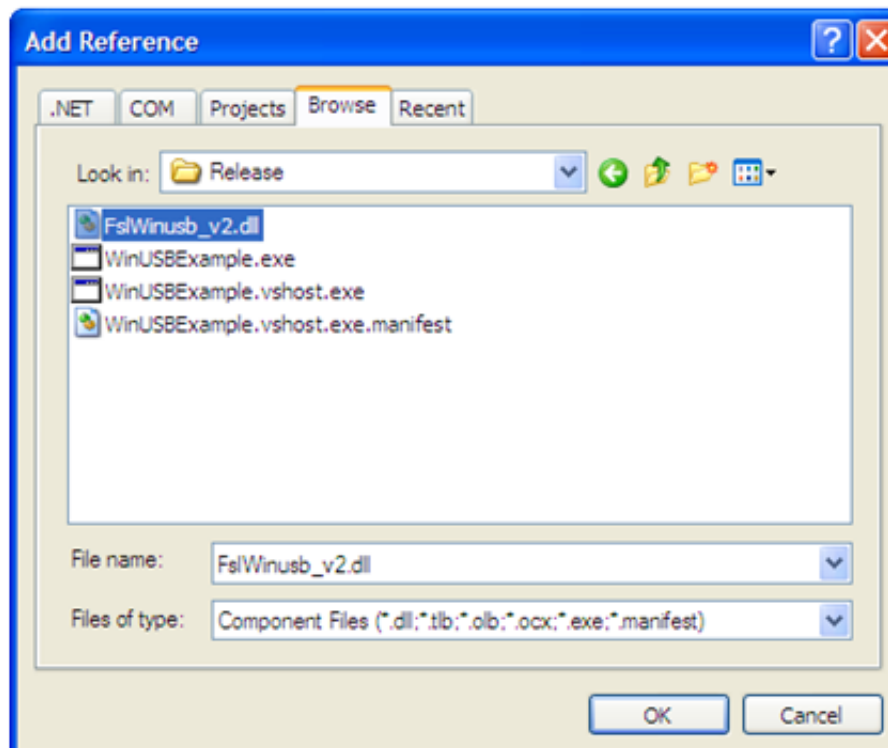 Add Reference
.NET COM Projects Browse Recent
Look in: Release
FslWinusb_v2.dll
WinUSBExample.exe
WinUSBExample.vshost.exe
WinUSBExample.vshost.exe.manifest
File name: FslWinusb_v2.dll
Files of type: Component Files (*.dll;*.tlb;*.olb;*.ocx;*.exe;*.manifest)
OK Cancel